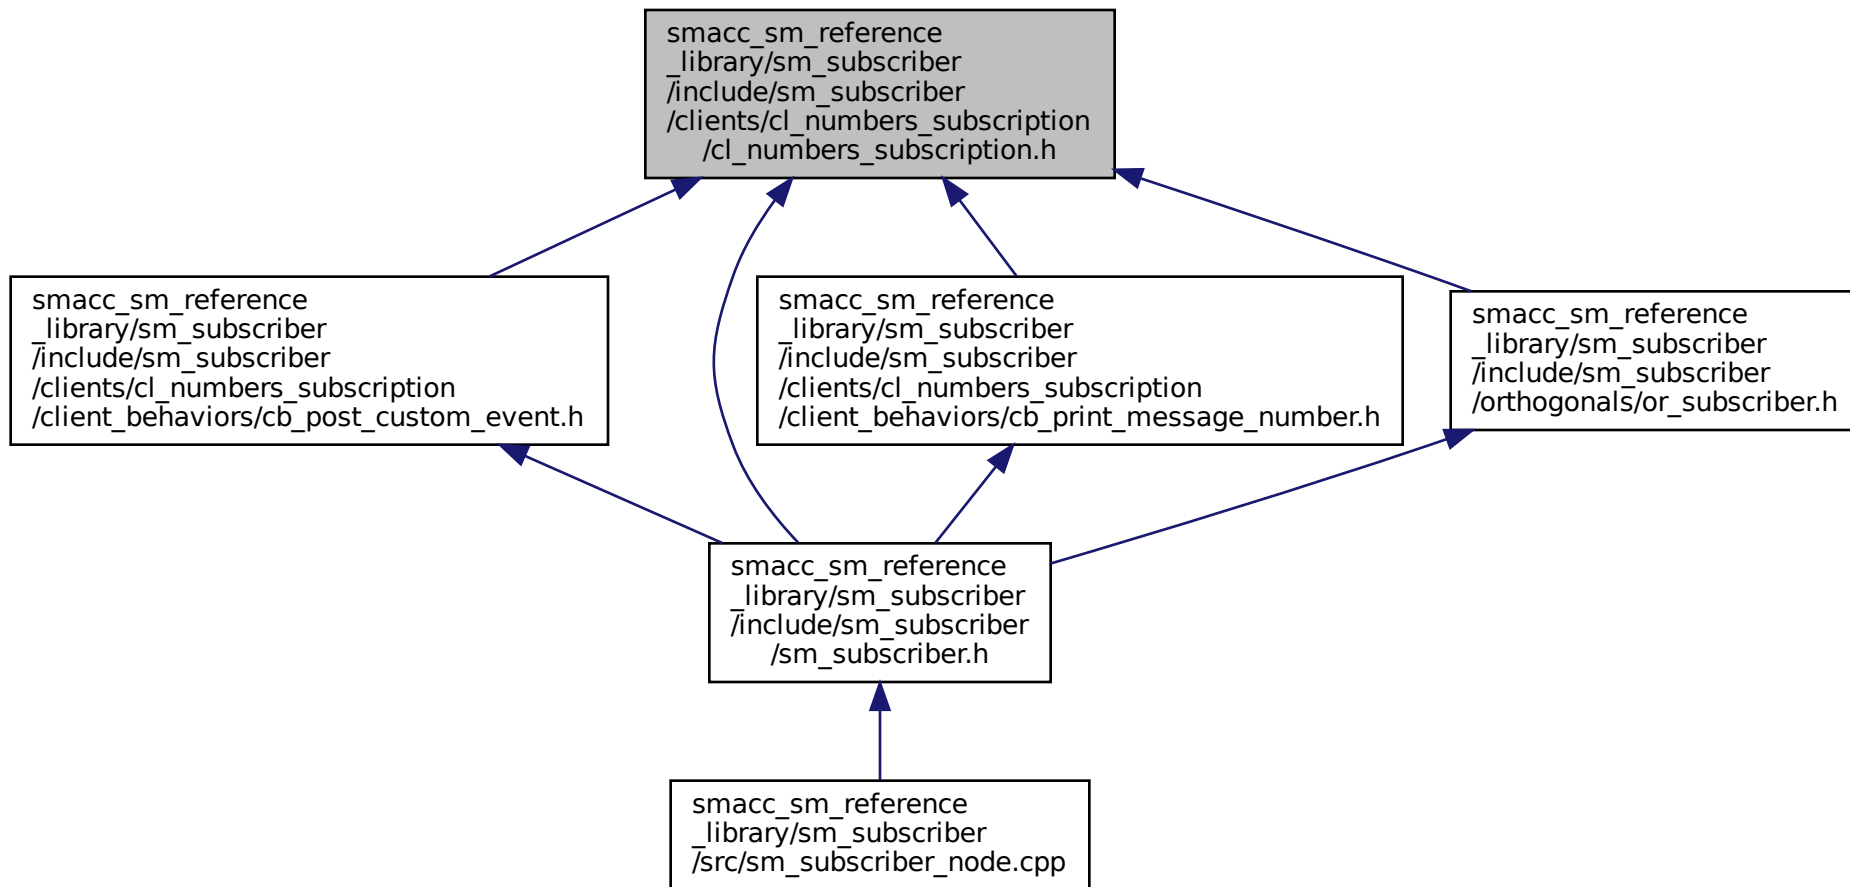 smacc_sm_reference
_library/sm_subscriber
/include/sm_subscriber
/clients/cl_numbers_subscription
/cl_numbers_subscription.h
smacc_sm_reference
_library/sm_subscriber
/include/sm_subscriber
/clients/cl_numbers_subscription
/client_behaviors/cb_post_custom_event.h
smacc_sm_reference
_library/sm_subscriber
/include/sm_subscriber
/clients/cl_numbers_subscription
/client_behaviors/cb_print_message_number.h
smacc_sm_reference
_library/sm_subscriber
/include/sm_subscriber
/orthogonals/or_subscriber.h
smacc_sm_reference
_library/sm_subscriber
/include/sm_subscriber
/sm_subscriber.h
smacc_sm_reference
_library/sm_subscriber
/src/sm_subscriber_node.cpp